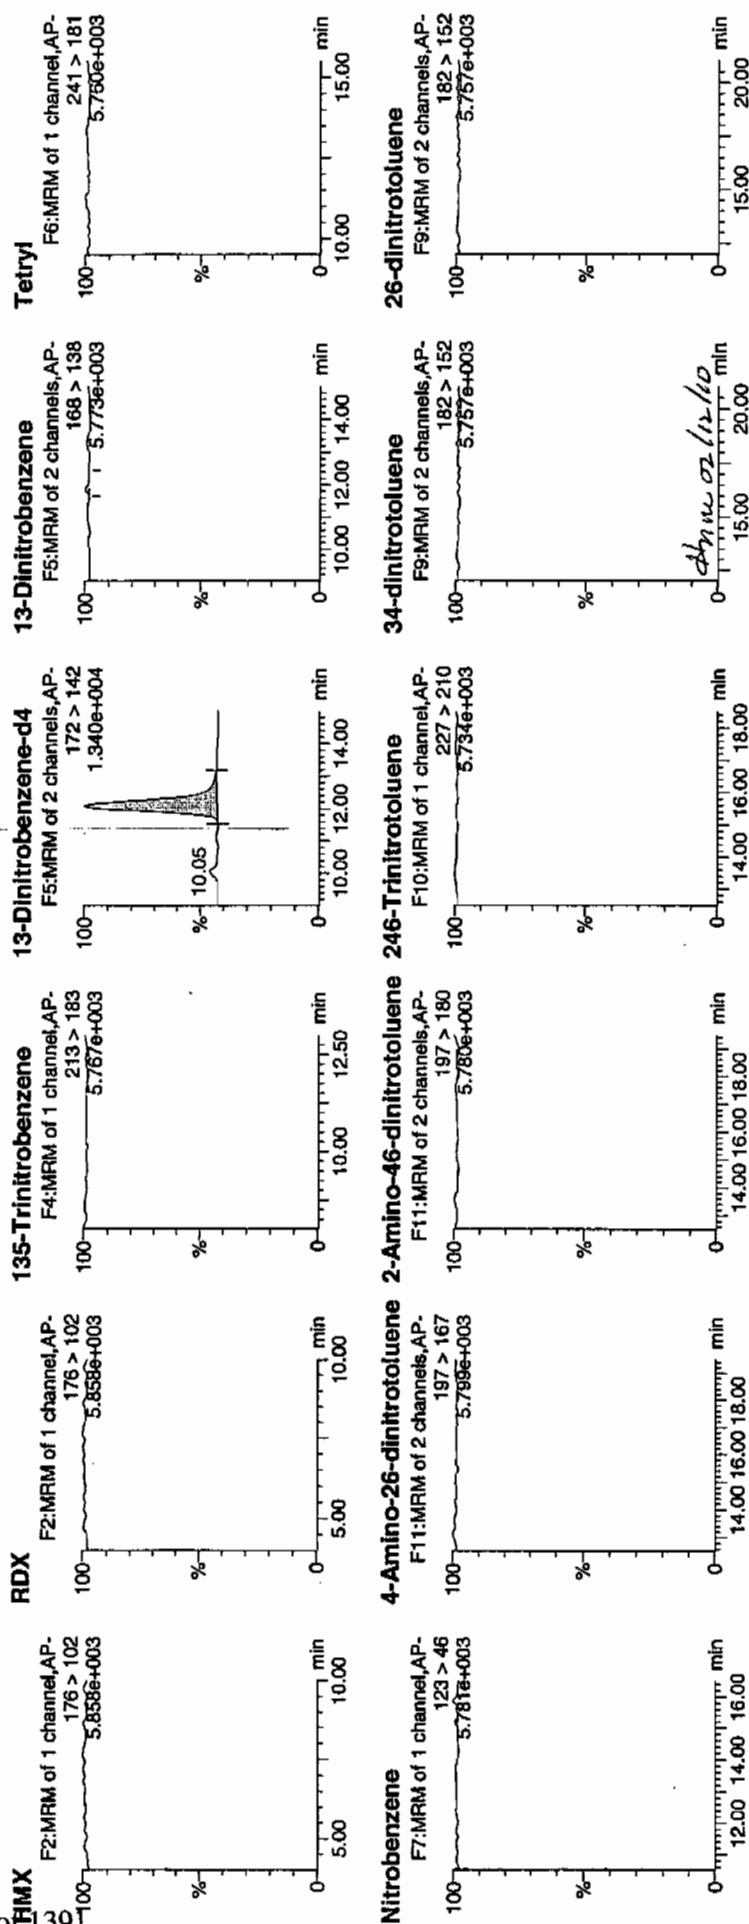 HMX
F2:MRM of 1 channel,AP-
176 > 102
5.858e+003
100
%
0
5.00
10.00
min
RDX
F2:MRM of 1 channel,AP-
176 > 102
5.858e+003
100
%
0
5.00
10.00
min
135-Trinitrobenzene
F4:MRM of 1 channel,AP-
213 > 183
5.767e+003
100
%
0
10.00
12.50
min
13-Dinitrobenzene-d4
F5:MRM of 2 channels,AP-
172 > 142
1.340e+004
100
%
10.05
0
10.00
12.00
14.00
min
13-Dinitrobenzene
F5:MRM of 2 channels,AP-
168 > 138
5.773e+003
100
%
0
10.00
12.00
14.00
min
Tetryl
F6:MRM of 1 channel,AP-
241 > 181
5.760e+003
100
%
0
10.00
15.00
min
Nitrobenzene
F7:MRM of 1 channel,AP-
123 > 46
5.781e+003
100
%
0
12.00
14.00
16.00
min
4-Amino-26-dinitrotoluene
F11:MRM of 2 channels,AP-
197 > 167
5.799e+003
100
%
0
14.00
16.00
18.00
min
2-Amino-46-dinitrotoluene
F11:MRM of 2 channels,AP-
197 > 180
5.780e+003
100
%
0
14.00
16.00
18.00
min
246-Trinitrotoluene
F10:MRM of 1 channel,AP-
227 > 210
5.734e+003
100
%
0
14.00
16.00
18.00
min
34-dinitrotoluene
F9:MRM of 2 channels,AP-
182 > 152
5.757e+003
100
%
0
15.00
20.00
min
02/12/10
26-dinitrotoluene
F9:MRM of 2 channels,AP-
182 > 152
5.757e+003
100
%
0
15.00
20.00
min
1391